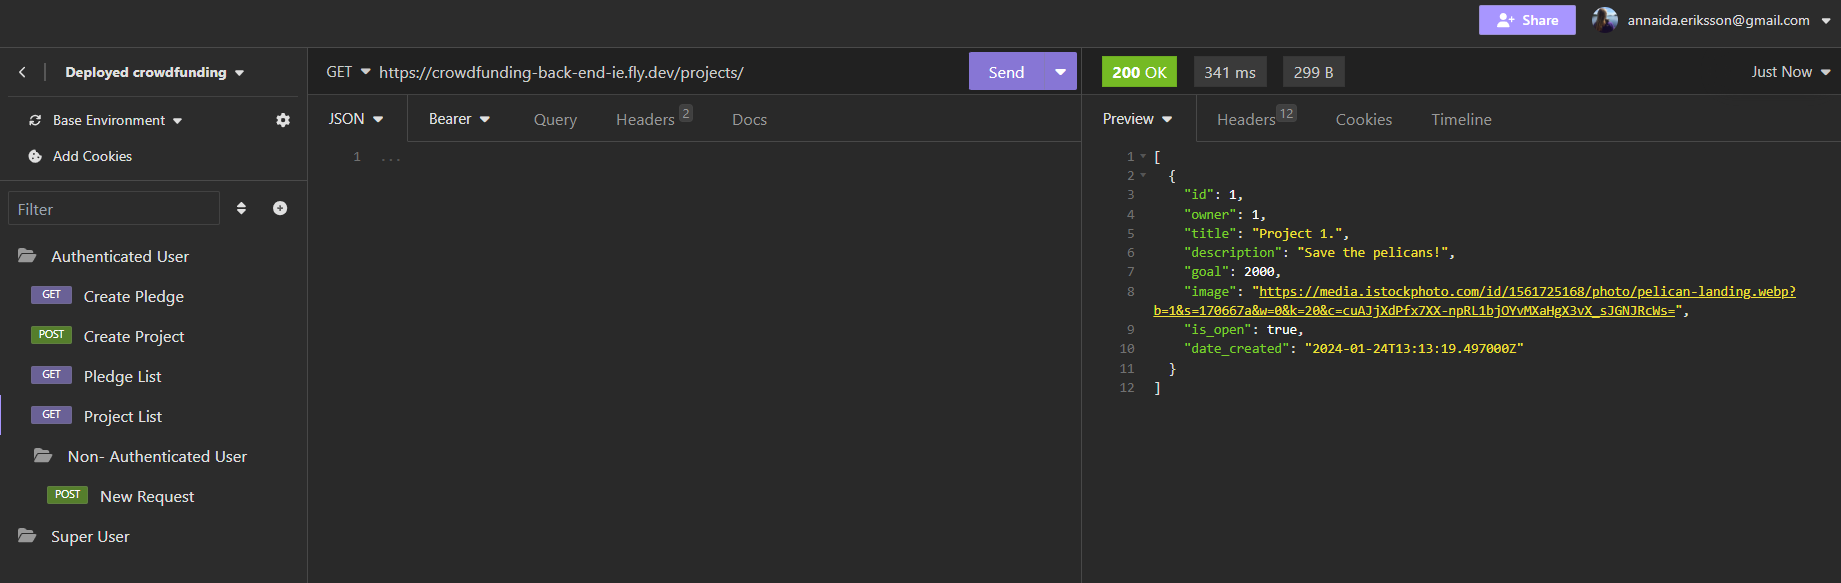 Share
annaida.eriksson@gmail.com
Deployed crowdfunding
GET https://crowdfunding-back-end-ie.fly.dev/projects/
Send
200 OK
341 ms
299 B
Just Now
Base Environment
Add Cookies
Filter
Authenticated User
GET Create Pledge
POST Create Project
GET Pledge List
GET Project List
Non- Authenticated User
POST New Request
Super User
JSON
Bearer
Query
Headers 2
Docs
1 ...
Preview
Headers 12
Cookies
Timeline
1 [
2 {
3 "id": 1,
4 "owner": 1,
5 "title": "Project 1.",
6 "description": "Save the pelicans!",
7 "goal": 2000,
8 "image": "https://media.istockphoto.com/id/1561725168/photo/pelican-landing.webp?
b=1&s=170667a&w=0&k=20&c=cuAJjXdPfx7XX-npRL1bjOYvMXaHgX3vX_sJGNJRcWs=",
9 "is_open": true,
10 "date_created": "2024-01-24T13:13:19.497000Z"
11 }
12 ]